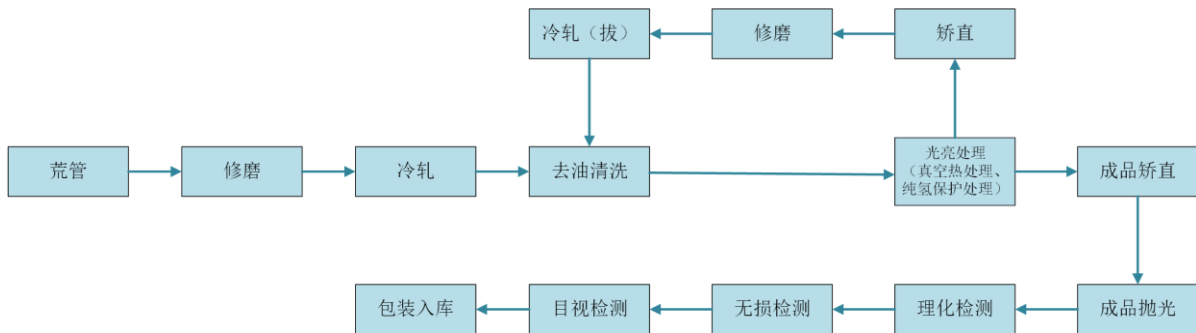 冷轧（拔）
修磨
矫直
荒管
修磨
冷轧
去油清洗
光亮处理
（真空热处理、
纯氢保护处理）
成品矫直
包装入库
目视检测
无损检测
理化检测
成品抛光